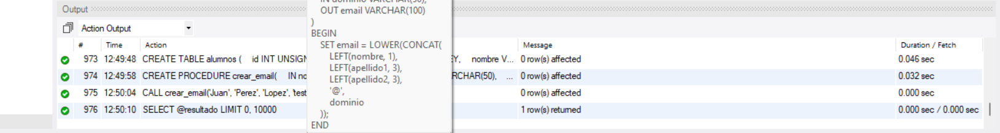 Output
IN dominio VARCHAR(50),
OUT email VARCHAR(100)
)
BEGIN
SET email = LOWER(CONCAT(
LEFT(nombre, 1),
LEFT(apellido1, 3),
LEFT(apellido2, 3),
'@',
dominio
));
END
Action Output
# Time Action Message Duration / Fetch
973 12:49:48 CREATE TABLE alumnos ( id INT UNSIGN EY, nombre V... 0 row(s) affected 0.046 sec
974 12:49:58 CREATE PROCEDURE crear_email( IN no RCHAR(50), ... 0 row(s) affected 0.032 sec
975 12:50:04 CALL crear_email('Juan', 'Perez', 'Lopez', 'test 0 row(s) affected 0.000 sec
976 12:50:10 SELECT @resultado LIMIT 0, 10000 1 row(s) returned 0.000 sec / 0.000 sec